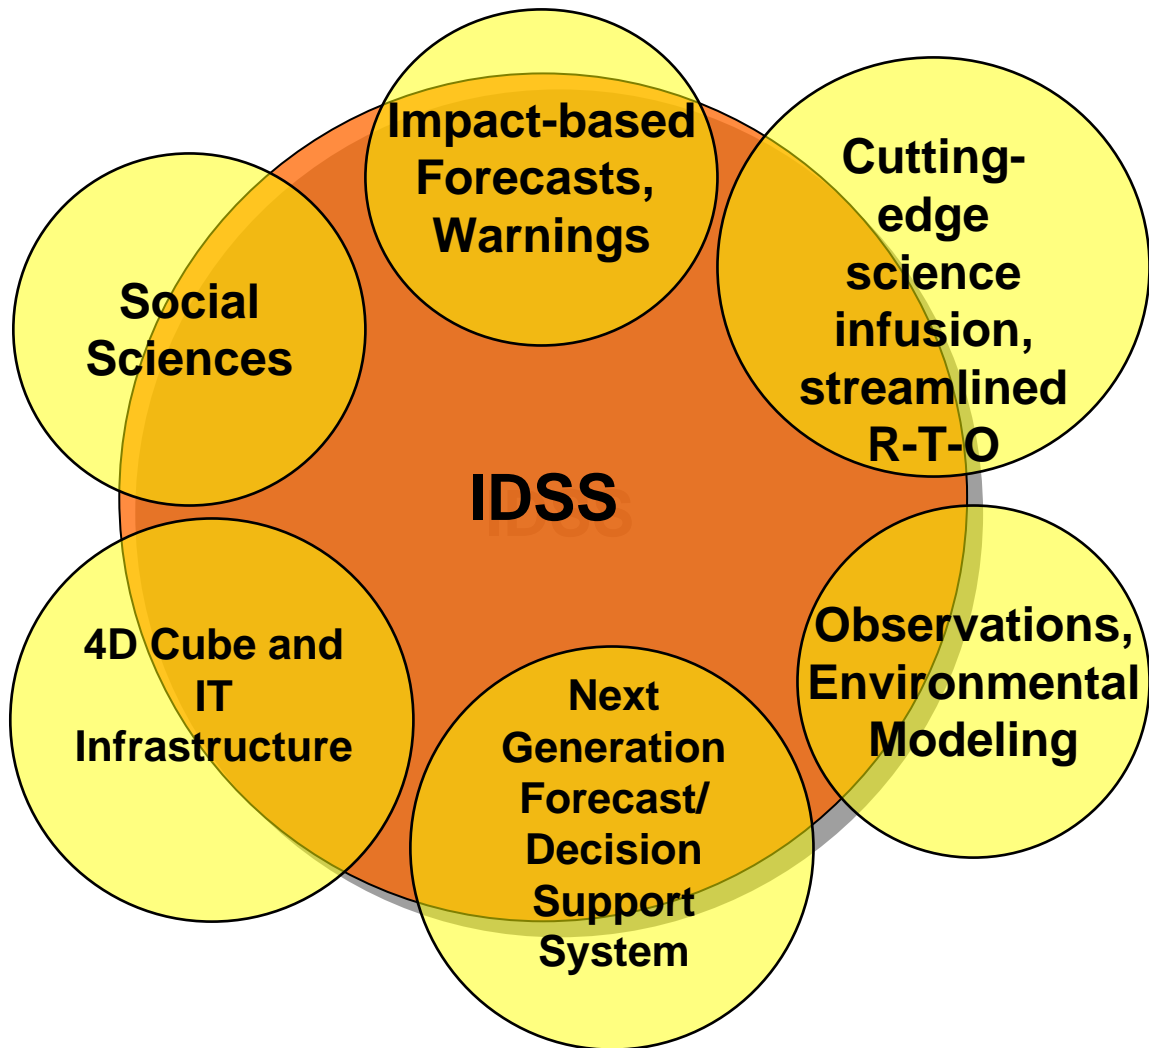 Impact-based
Forecasts,
Warnings
Cutting-
edge
science
infusion,
streamlined
R-T-O
Social
Sciences
IDSS
Observations,
Environmental
Modeling
4D Cube and
IT
Infrastructure
Next
Generation
Forecast/
Decision
Support
System